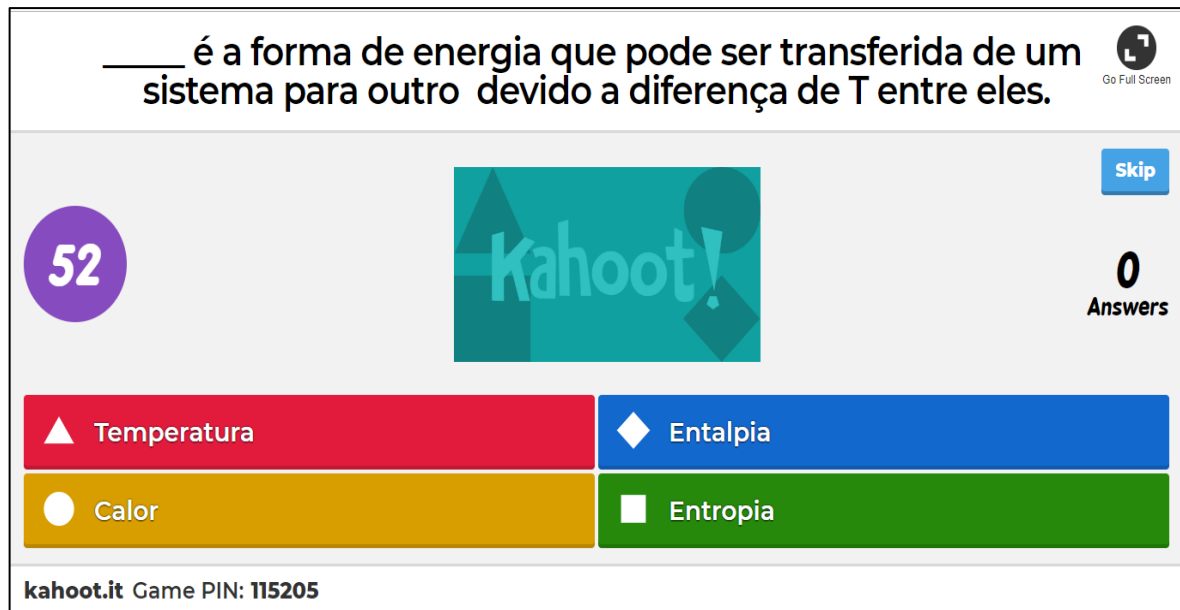 _____ é a forma de energia que pode ser transferida de um
sistema para outro  devido a diferença de T entre eles.
Go Full Screen
Skip
52
Kahoot!
0
Answers
Temperatura
Entalpia
Calor
Entropia
kahoot.it Game PIN: 115205